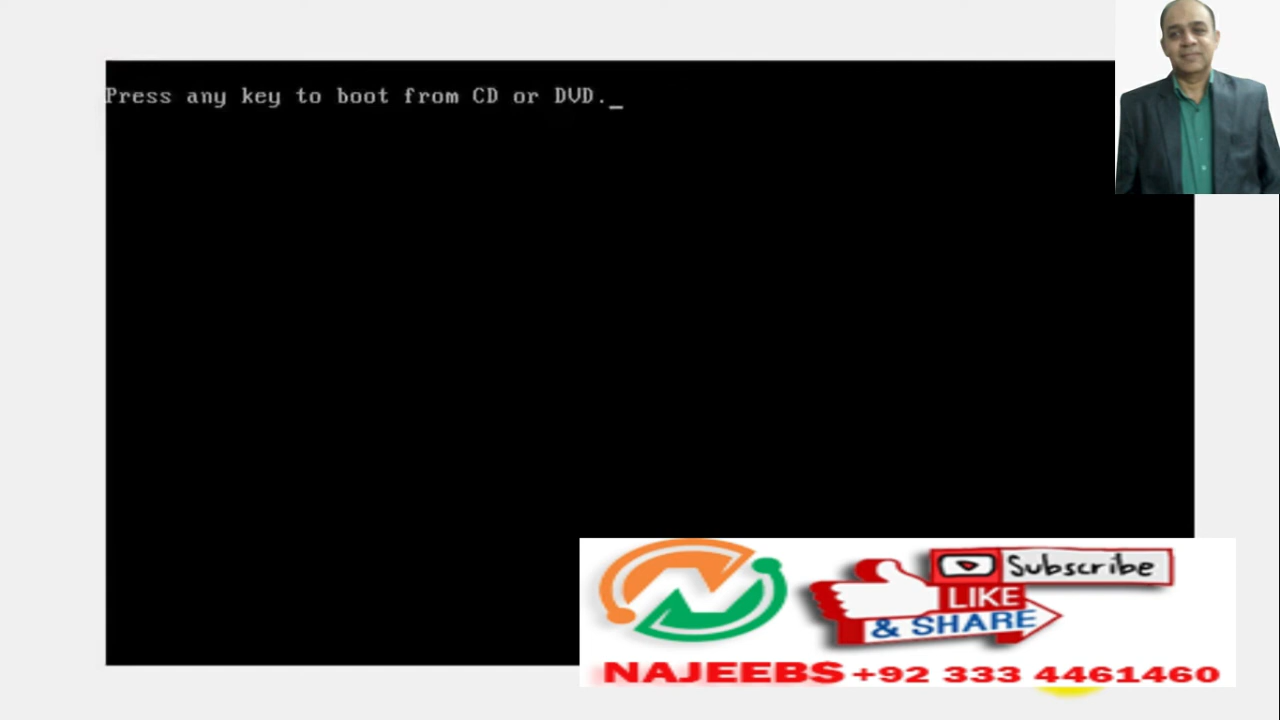 Press any key to boot from CD or DVD._
Subscribe
LIKE
& SHARE
NAJEEBS +92 333 4461460